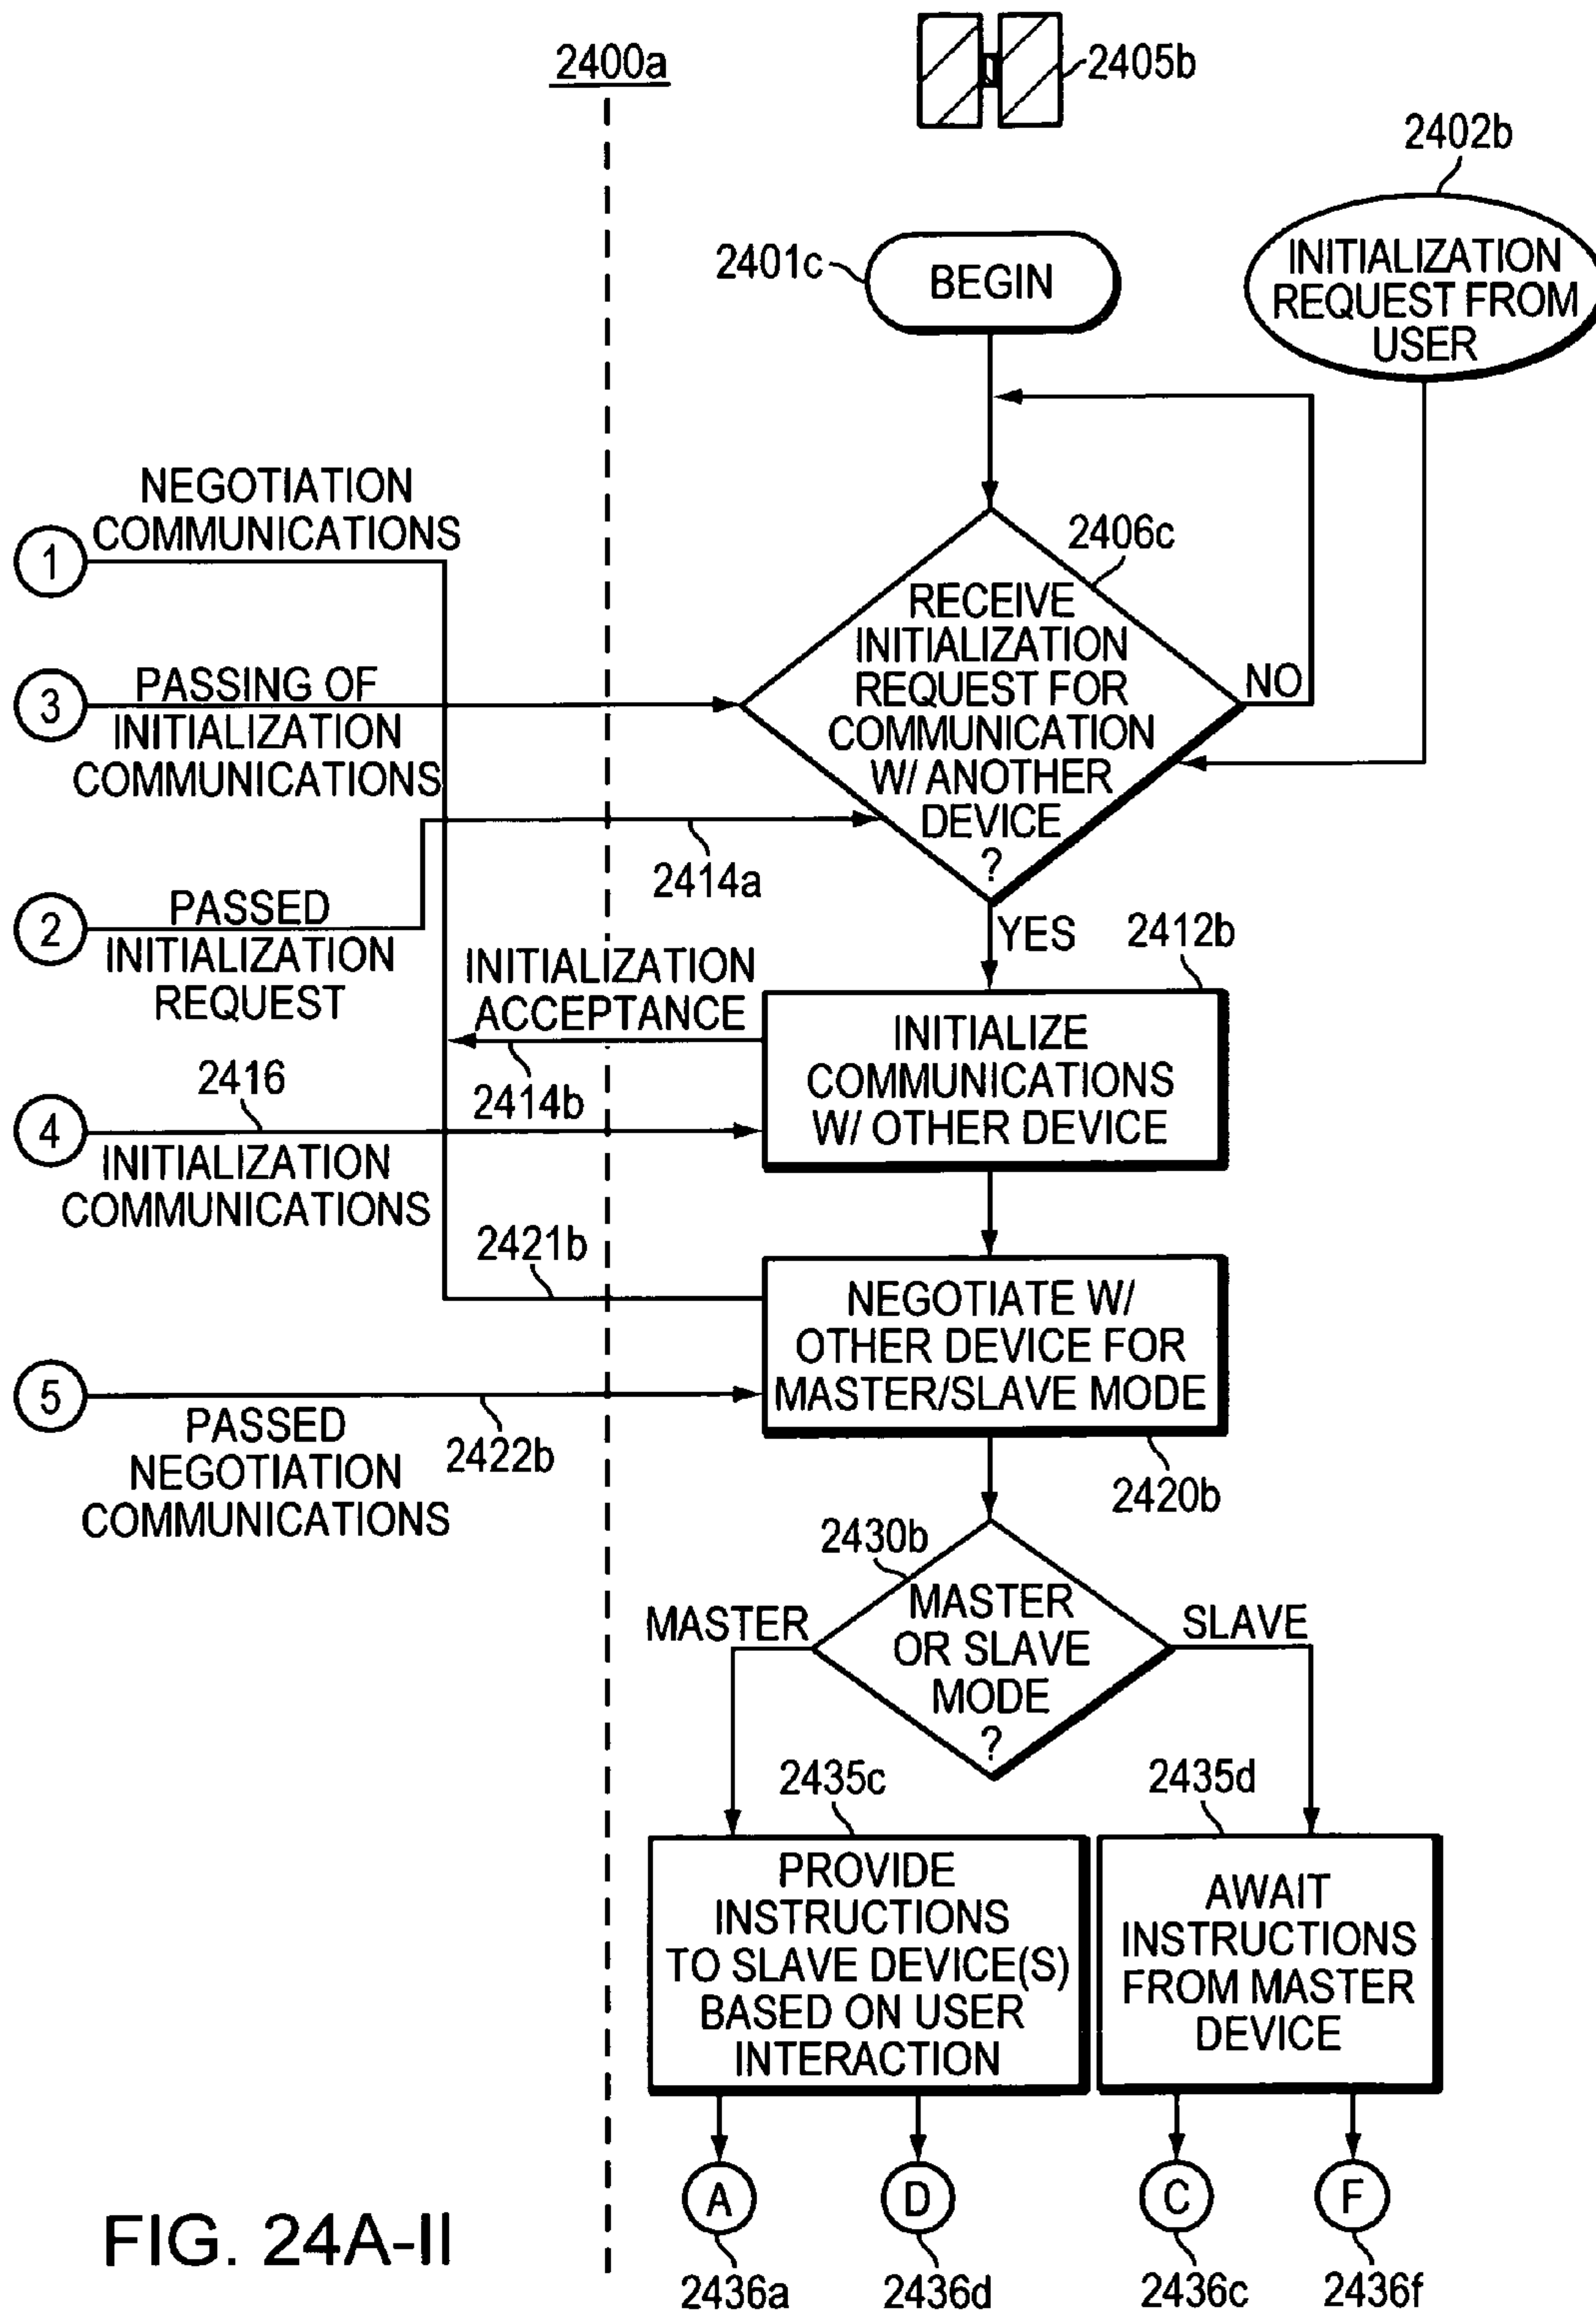 2400a
2405b
2402b
INITIALIZATION
REQUEST FROM
USER
2401c
BEGIN
NEGOTIATION
COMMUNICATIONS
1
2406c
RECEIVE
INITIALIZATION
REQUEST FOR
COMMUNICATION
W/ ANOTHER
DEVICE
?
NO
3
PASSING OF
INITIALIZATION
COMMUNICATIONS
2414a
2
PASSED
INITIALIZATION
REQUEST
YES
2412b
INITIALIZATION
ACCEPTANCE
2414b
INITIALIZE
COMMUNICATIONS
W/ OTHER DEVICE
2416
4
INITIALIZATION
COMMUNICATIONS
2421b
NEGOTIATE W/
OTHER DEVICE FOR
MASTER/SLAVE MODE
5
PASSED
NEGOTIATION
COMMUNICATIONS
2422b
2420b
2430b
MASTER
OR SLAVE
MODE
?
MASTER
SLAVE
2435c
2435d
PROVIDE
INSTRUCTIONS
TO SLAVE DEVICE(S)
BASED ON USER
INTERACTION
AWAIT
INSTRUCTIONS
FROM MASTER
DEVICE
A
D
C
F
2436a
2436d
2436c
2436f
FIG. 24A-II